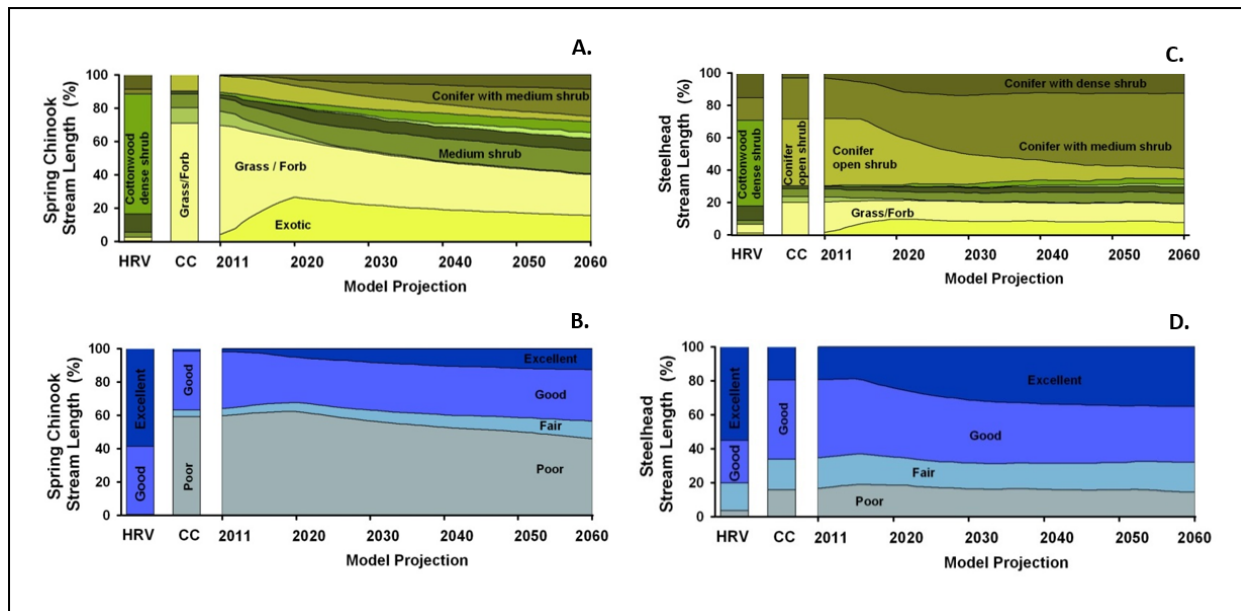 A.
Spring Chinook
Stream Length (%)
100
80
60
40
20
0
Cottonwood
dense shrub
Grass/Forb
Conifer with medium shrub
Medium shrub
Grass / Forb
Exotic
HRV
CC
2011
2020
2030
2040
2050
2060
Model Projection
C.
Steelhead
Stream Length (%)
100
80
60
40
20
0
Cottonwood
dense shrub
Conifer
open shrub
Conifer with dense shrub
Conifer with medium shrub
Conifer
open shrub
Grass/Forb
HRV
CC
2011
2020
2030
2040
2050
2060
Model Projection
B.
Spring Chinook
Stream Length (%)
100
80
60
40
20
0
Excellent
Good
Good
Poor
Excellent
Good
Fair
Poor
HRV
CC
2011
2020
2030
2040
2050
2060
Model Projection
D.
Steelhead
Stream Length (%)
100
80
60
40
20
0
Excellent
Good
Good
Excellent
Good
Fair
Poor
HRV
CC
2011
2020
2030
2040
2050
2060
Model Projection